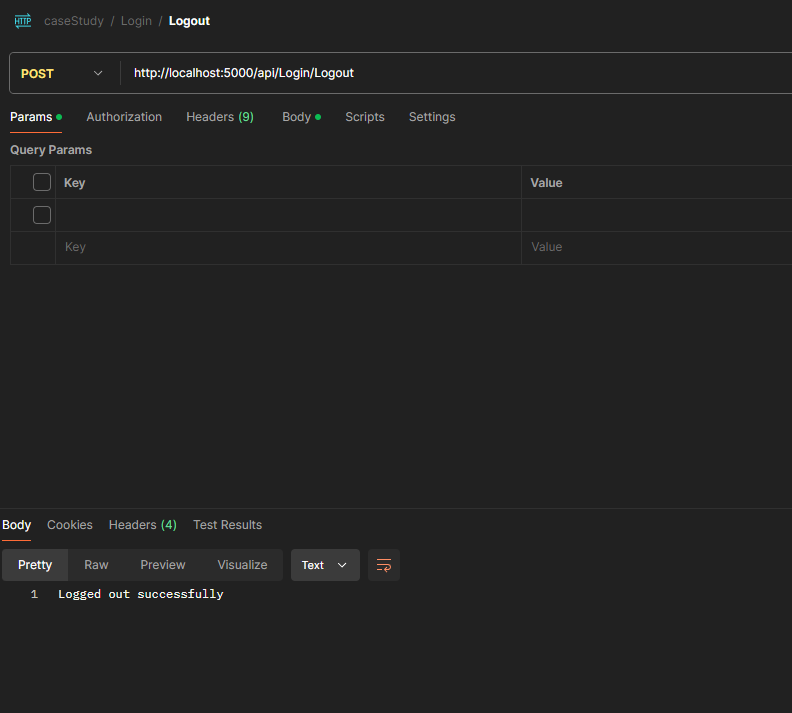 HTTP caseStudy / Login / Logout
POST http://localhost:5000/api/Login/Logout
Params Authorization Headers (9) Body Scripts Settings
Query Params
Key Value
Key Value
Body Cookies Headers (4) Test Results
Pretty Raw Preview Visualize Text
1 Logged out successfully